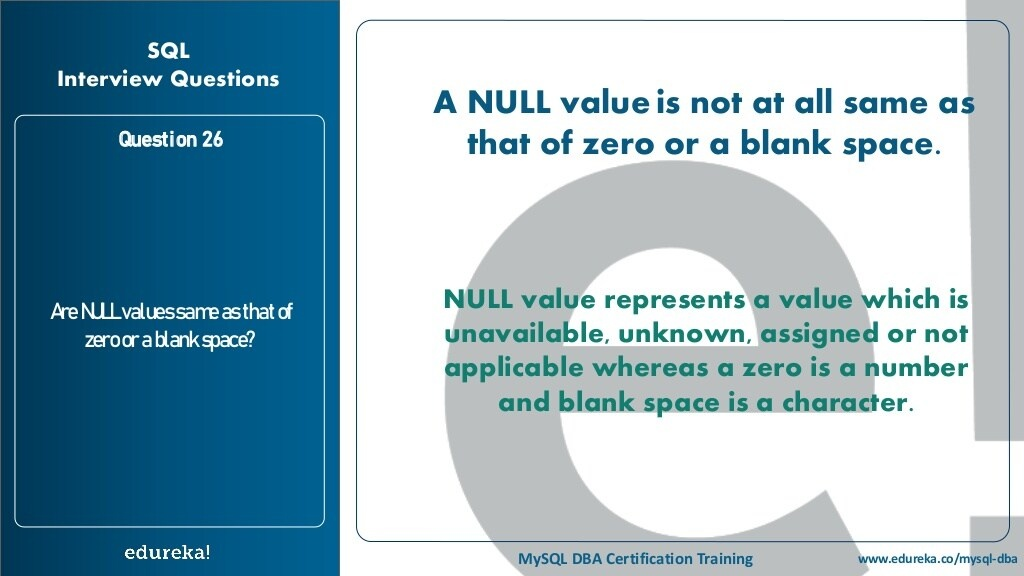 SQL
Interview Questions
Question 26
Are NULL values same as that of
zero or a blank space?
edureka!
A NULL value is not at all same as
that of zero or a blank space.
NULL value represents a value which is
unavailable, unknown, assigned or not
applicable whereas a zero is a number
and blank space is a character.
MySQL DBA Certification Training
www.edureka.co/mysql-dba